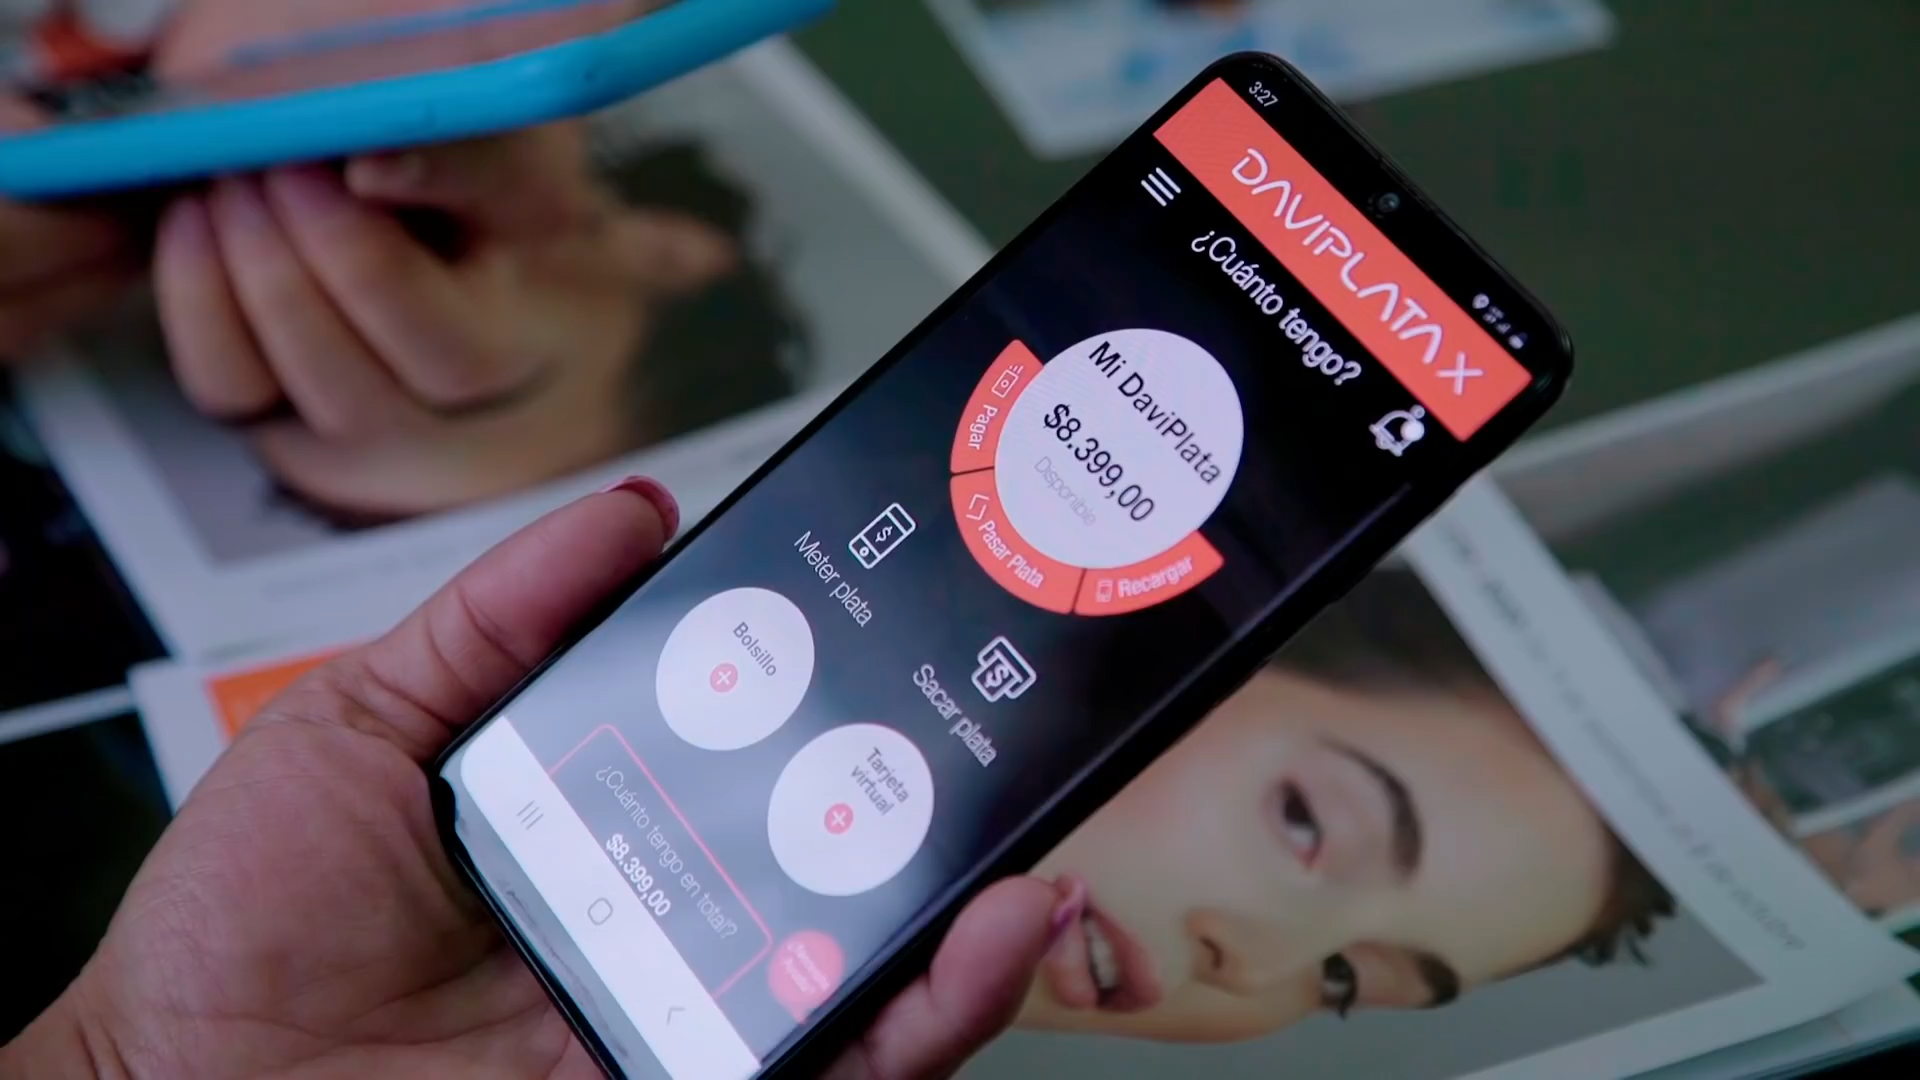 3:27
DAVIPLATA X
¿Cuánto tengo?
Mi DaviPlata
$8.399,00
Disponible
Pagar
Pasar Plata
Recargar
Meter plata
Sacar plata
Bolsillo
Tarjeta
virtual
¿Cuánto tengo en total?
$8.399,00